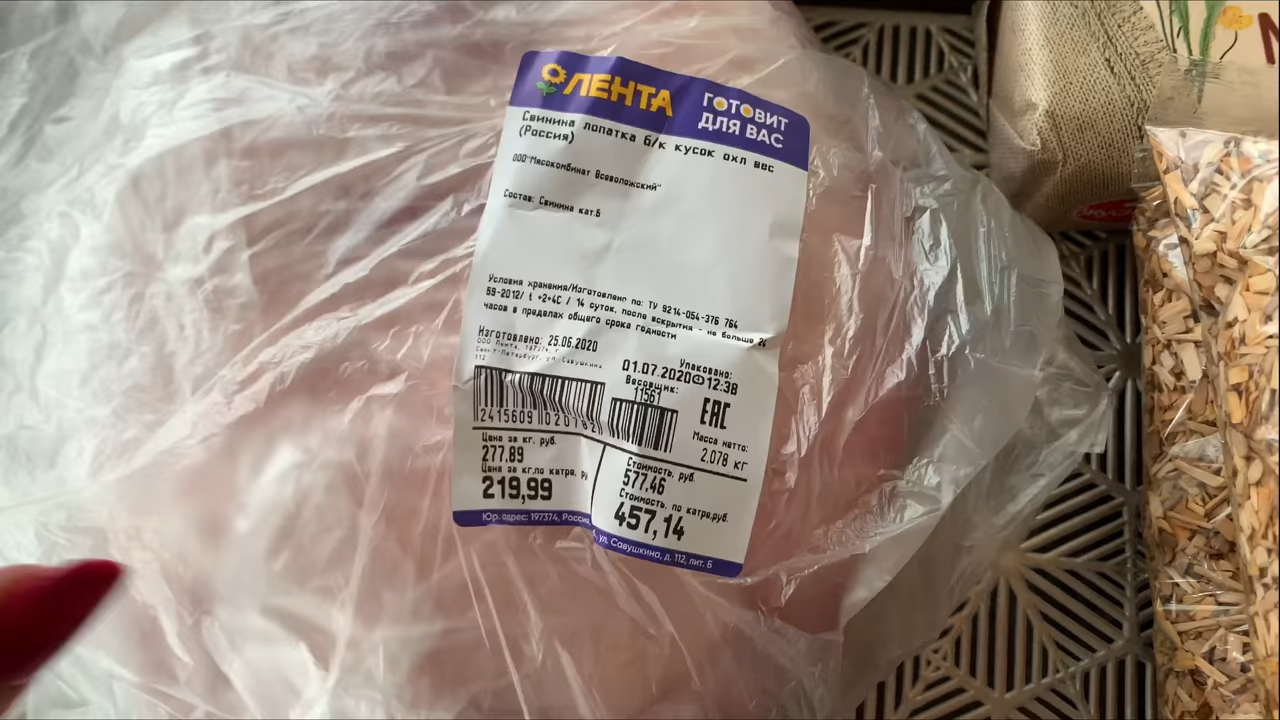 ЛЕНТА
ГОТОВИТ
ДЛЯ ВАС
Свинина лопатка б/к кусок охл вес
(Россия)
ООО"Мясокомбинат Всеволожский"
Состав: Свинина кат.Б
Условия хранения/Изготовлено по: ТУ 9214-054-376 764
69-2012/ t +2+4С / 14 суток, после вскрытия - не больше 24
часов в пределах общего срока годности
Изготовлено: 25.06.2020
ООО Лента, 197374, г.
Санкт-Петербург, ул. Савушкина,
112
Упаковано:
01.07.2020 12:38
Весовщик:
11561
2415609 020782
EAC
Масса нетто:
2,078 кг
Цена за кг. руб.
277.89
Цена за кг.по катре. ру
219,99
Стоимость, руб.
577.46
Стоимость, по катре.руб.
457,14
Юр. адрес: 197374, Россия
ул. Савушкина, д. 112, лит. Б